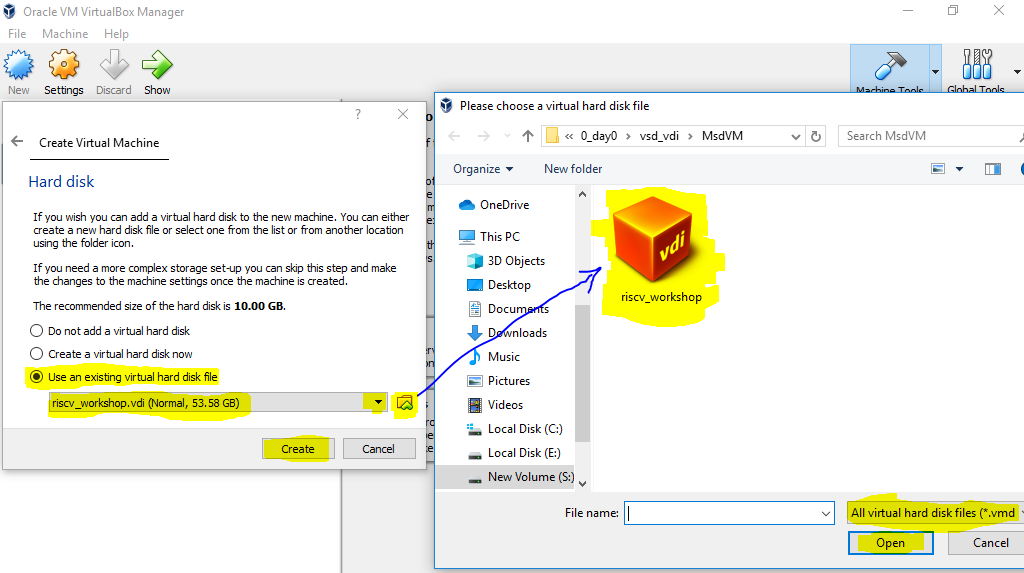 Oracle VM VirtualBox Manager
File Machine Help
New Settings Discard Show
Machine Tools Global Tools
?
Create Virtual Machine
Hard disk
If you wish you can add a virtual hard disk to the new machine. You can either
create a new hard disk file or select one from the list or from another location
using the folder icon.
If you need a more complex storage set-up you can skip this step and make
the changes to the machine settings once the machine is created.
The recommended size of the hard disk is 10.00 GB.
Do not add a virtual hard disk
Create a virtual hard disk now
Use an existing virtual hard disk file
riscv_workshop.vdi (Normal, 53.58 GB)
Create Cancel
Please choose a virtual hard disk file
« 0_day0 › vsd_vdi › MsdVM
Search MsdVM
Organize New folder
OneDrive
This PC
3D Objects
Desktop
Documents
Downloads
Music
Pictures
Videos
Local Disk (C:)
Local Disk (E:)
New Volume (S:)
vdi
riscv_workshop
File name:
All virtual hard disk files (*.vmd
Open Cancel